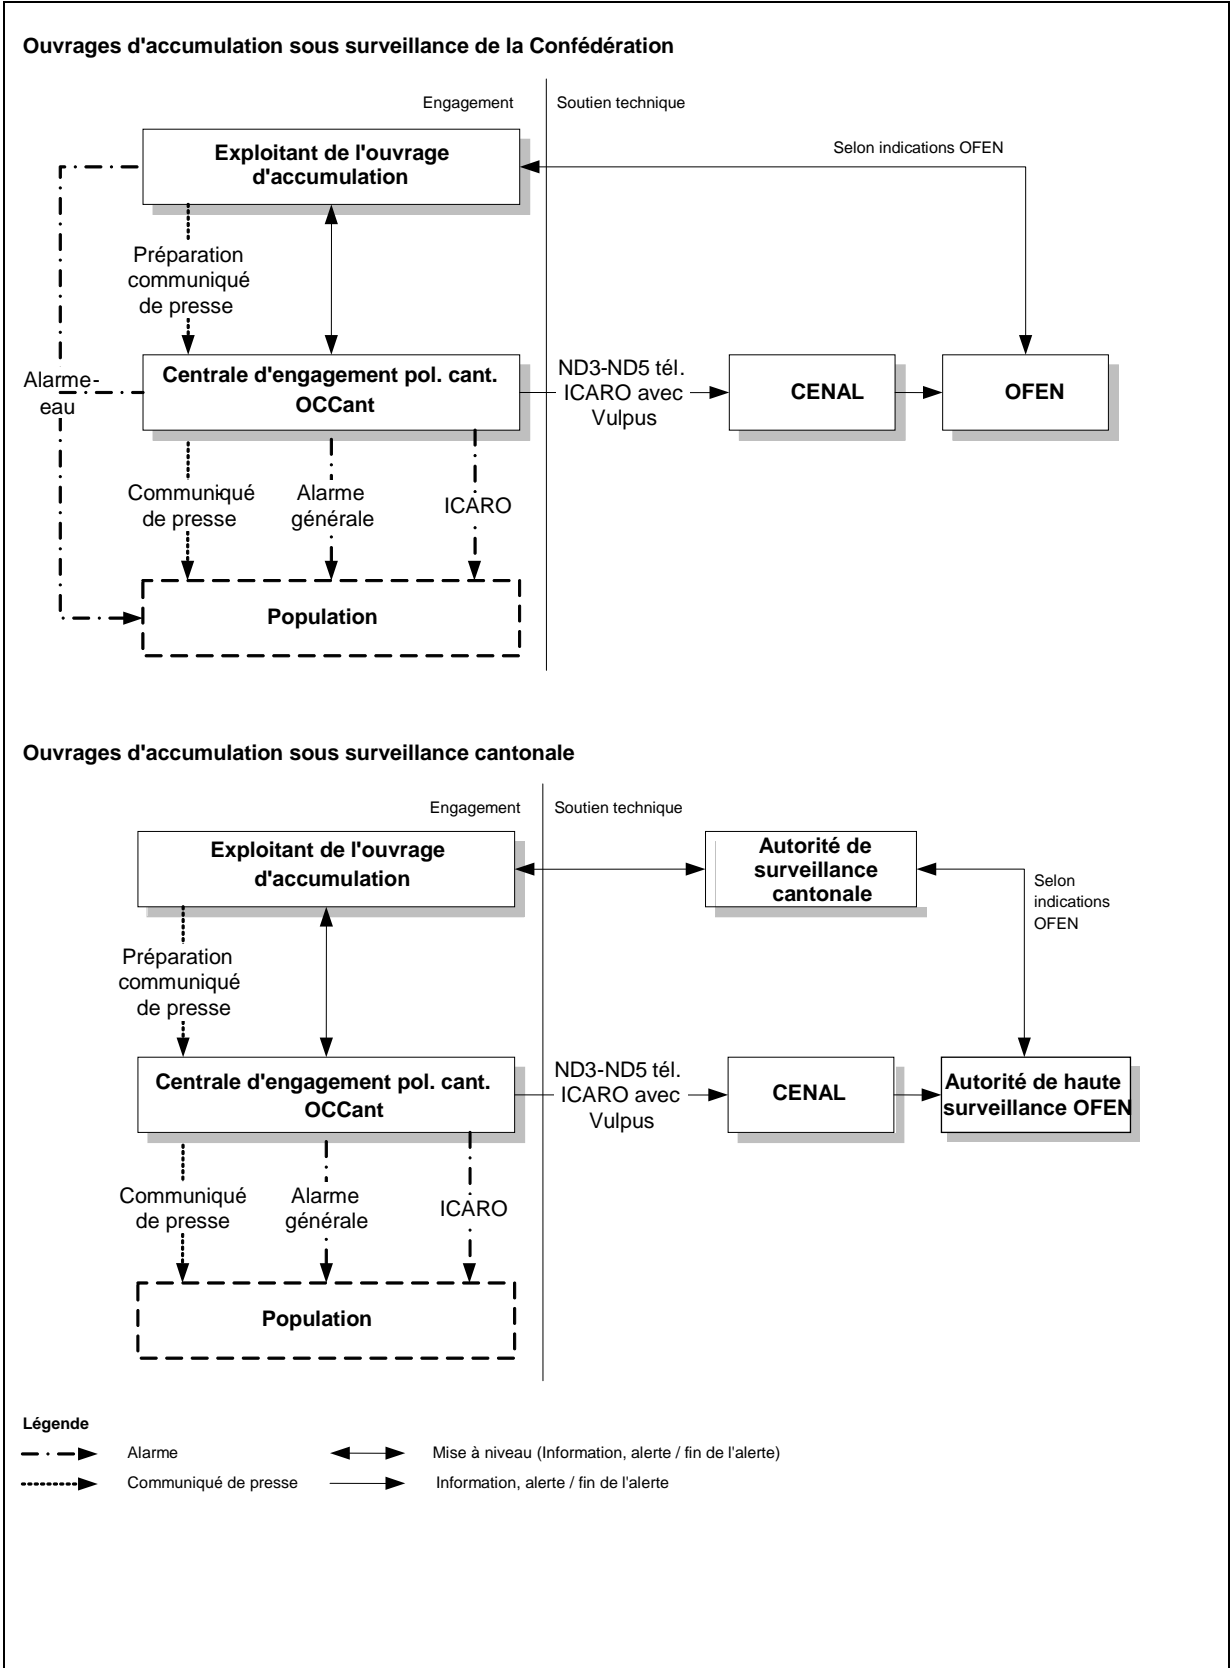 Ouvrages d'accumulation sous surveillance de la Confédération
Engagement
Soutien technique
Exploitant de l'ouvrage
d'accumulation
Selon indications OFEN
Préparation
communiqué
de presse
Alarme-
eau
Centrale d'engagement pol. cant.
OCCant
ND3-ND5 tél.
ICARO avec
Vulpus
CENAL
OFEN
Communiqué
de presse
Alarme
générale
ICARO
Population
Ouvrages d'accumulation sous surveillance cantonale
Engagement
Soutien technique
Exploitant de l'ouvrage
d'accumulation
Autorité de
surveillance
cantonale
Selon
indications
OFEN
Préparation
communiqué
de presse
Centrale d'engagement pol. cant.
OCCant
ND3-ND5 tél.
ICARO avec
Vulpus
CENAL
Autorité de haute
surveillance OFEN
Communiqué
de presse
Alarme
générale
ICARO
Population
Légende
Alarme
Mise à niveau (Information, alerte / fin de l'alerte)
Communiqué de presse
Information, alerte / fin de l'alerte